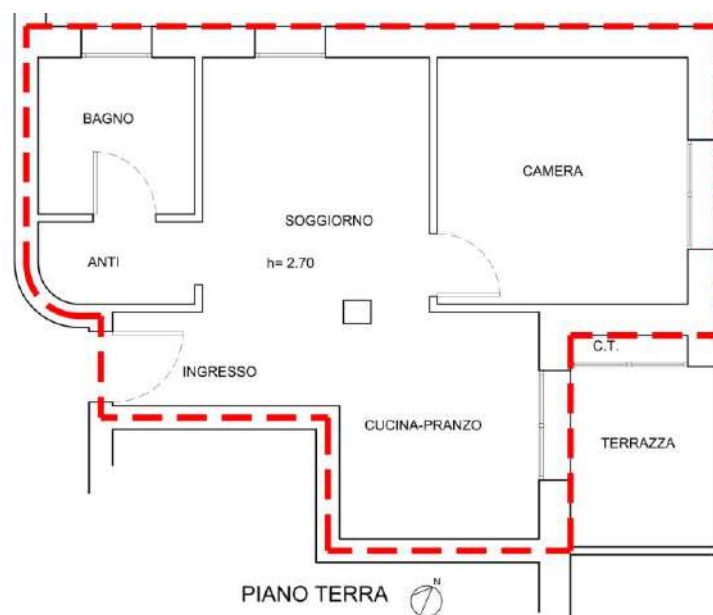 BAGNO
CAMERA
SOGGIORNO
ANTI
h= 2.70
C.T.
INGRESSO
CUCINA-PRANZO
TERRAZZA
PIANO TERRA
N